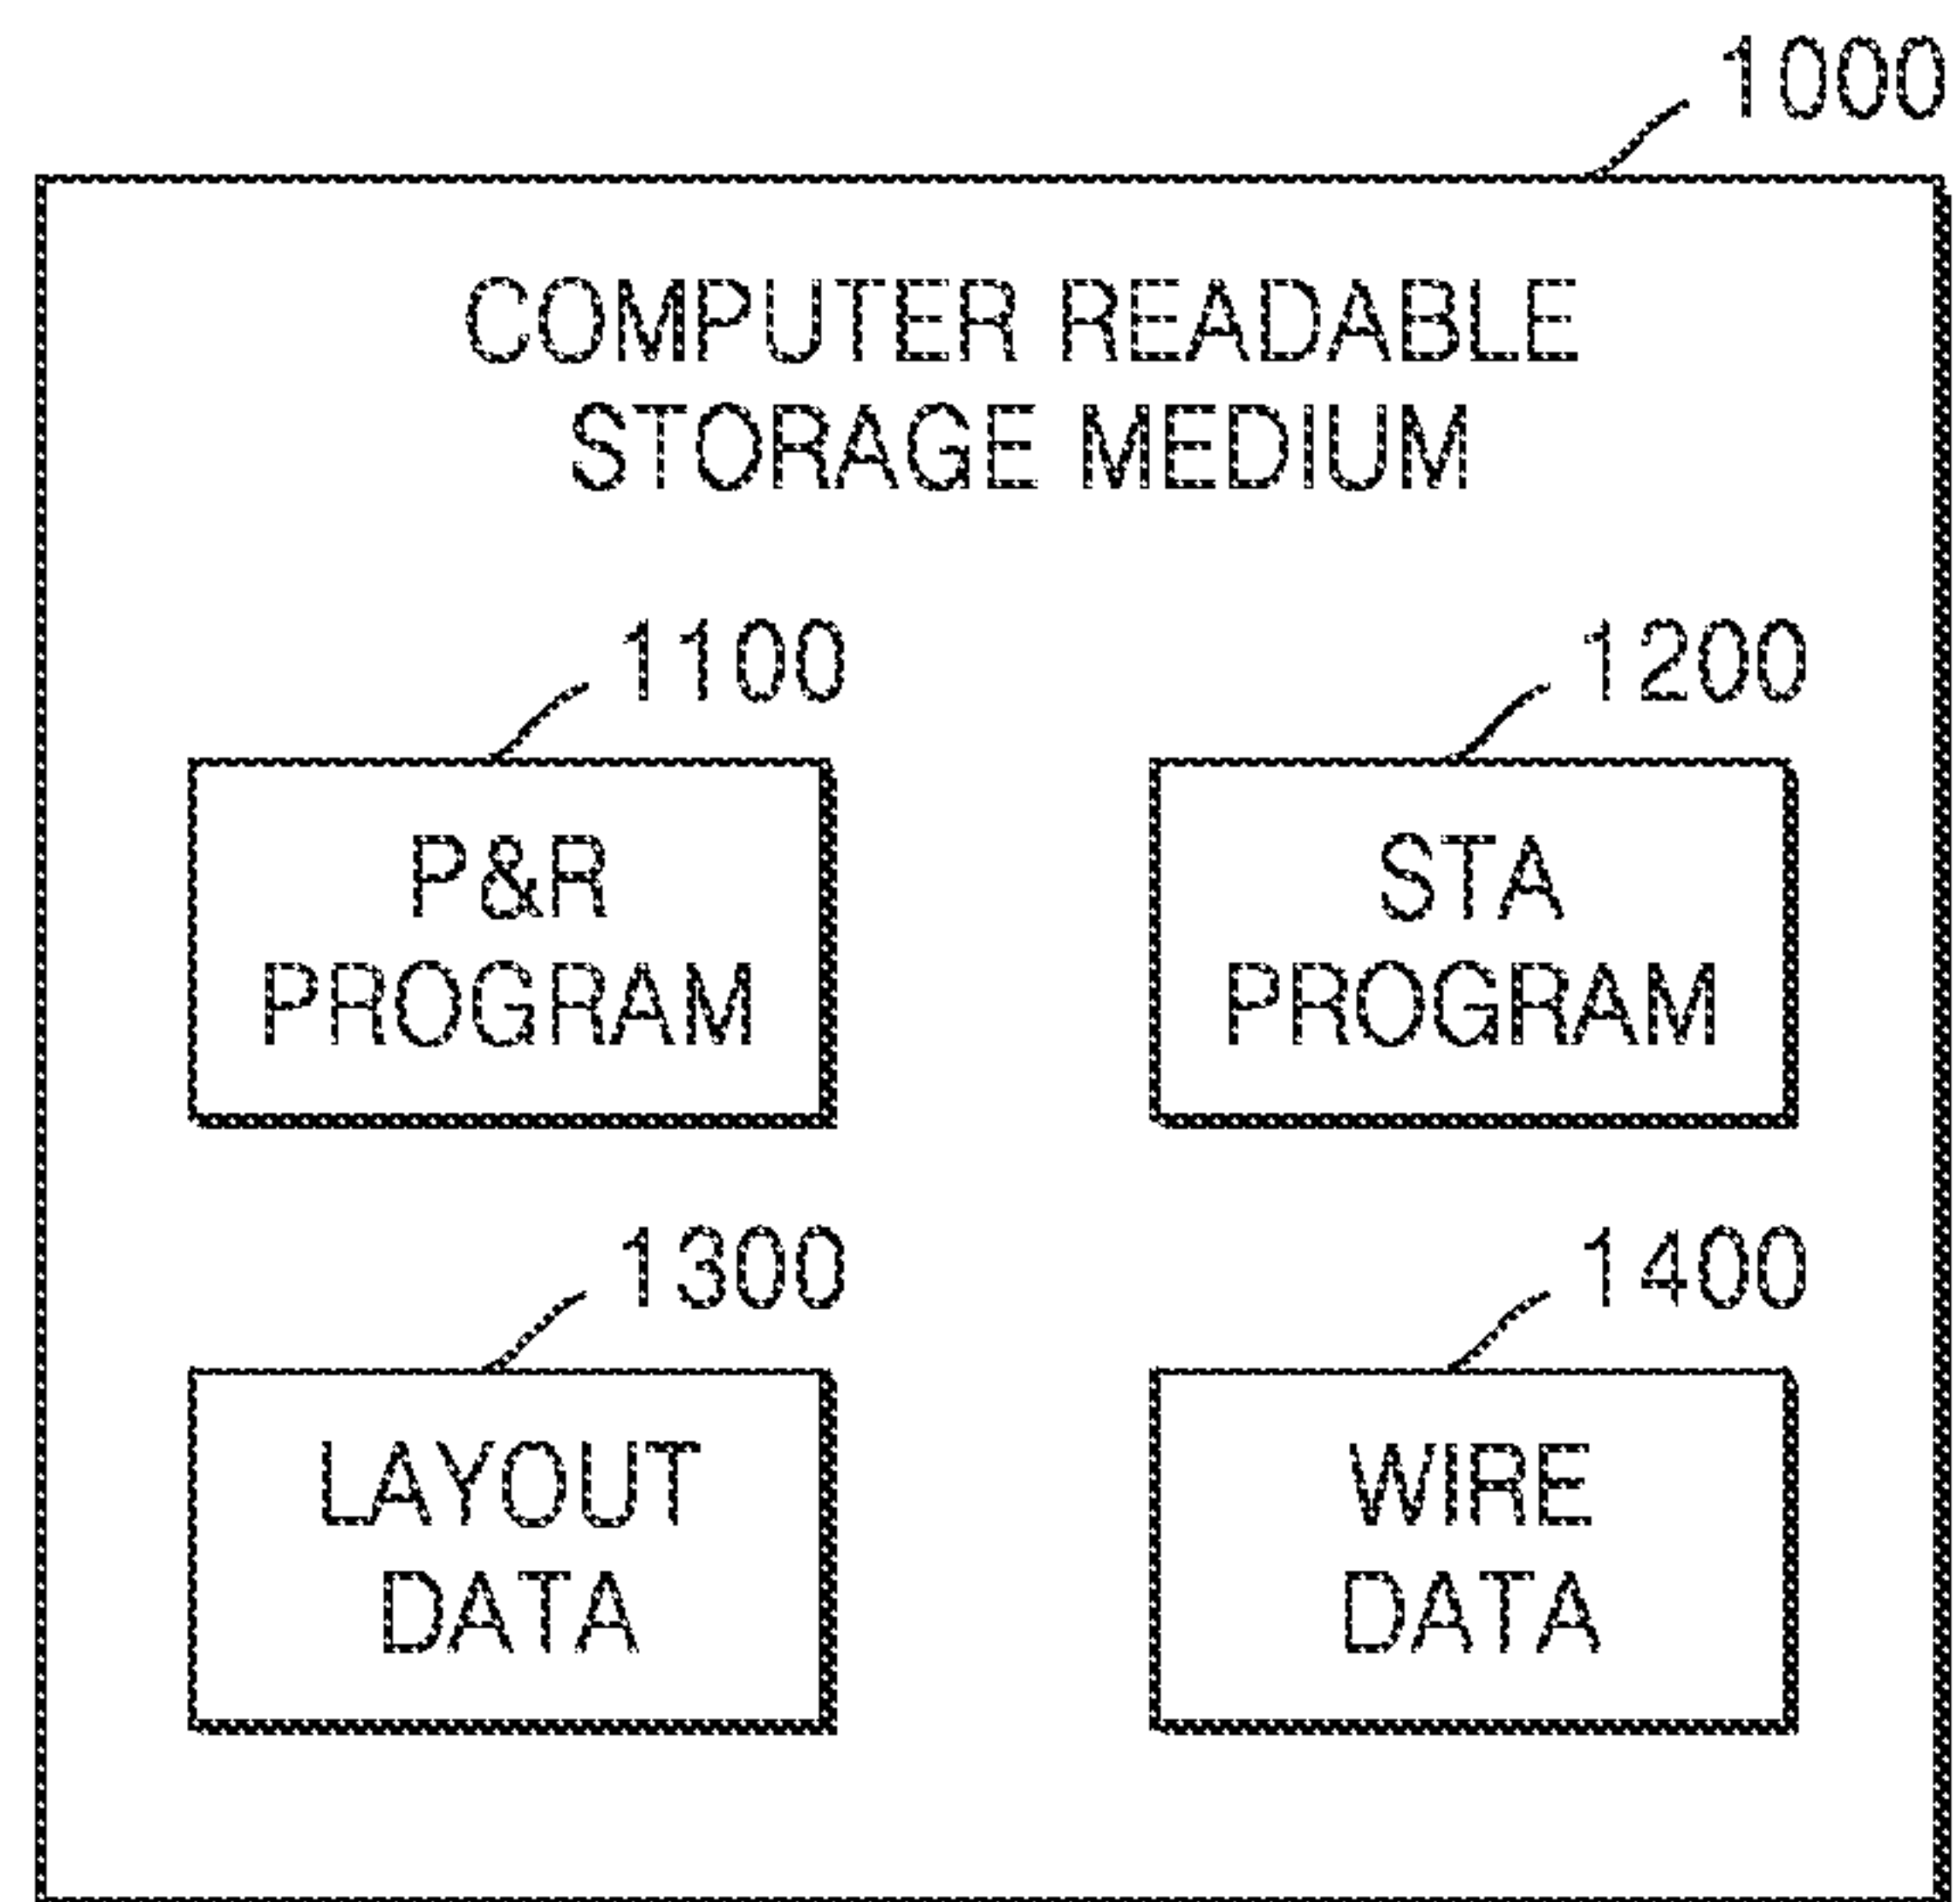 1000
COMPUTER READABLE
STORAGE MEDIUM
1100
1200
P&R
PROGRAM
STA
PROGRAM
1300
1400
LAYOUT
DATA
WIRE
DATA